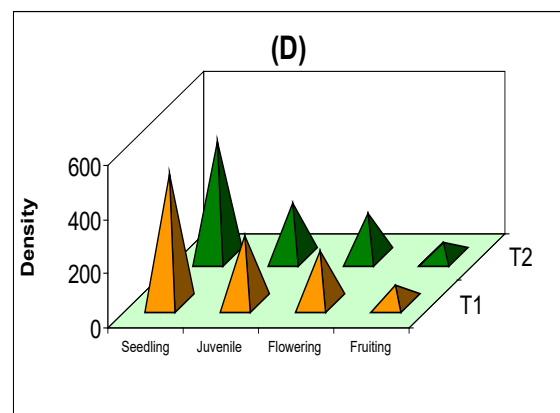 (D)
600
400
200
0
Density
Seedling Juvenile Flowering Fruiting
T1
T2